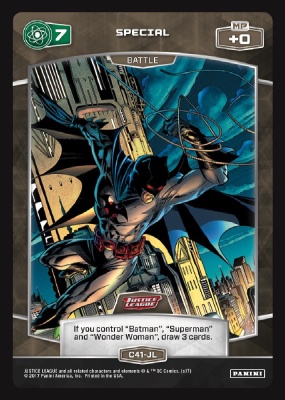 7
SPECIAL
MP
+0
BATTLE
JUSTICE
LEAGUE
If you control "Batman", "Superman"
and "Wonder Woman", draw 3 cards.
C41-JL
JUSTICE LEAGUE and all related characters and elements © & ™ DC Comics. (s17)
© 2017 Panini America, Inc. Printed in the USA.
PANINI